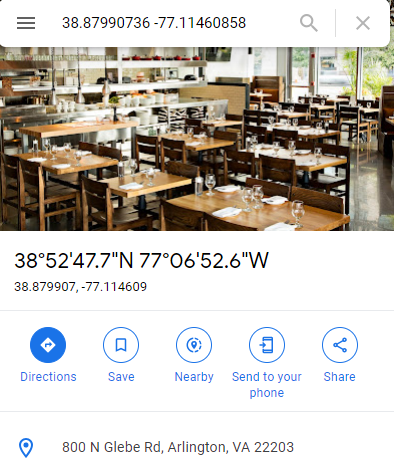 38.87990736 -77.11460858
38°52'47.7"N 77°06'52.6"W
38.879907, -77.114609
Directions
Save
Nearby
Send to your
phone
Share
800 N Glebe Rd, Arlington, VA 22203